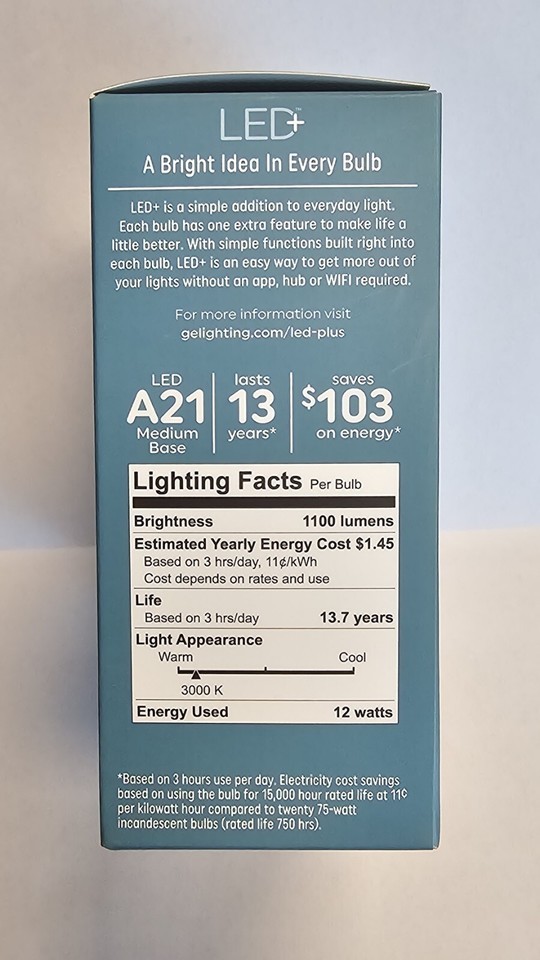 LED+™
A Bright Idea In Every Bulb
LED+ is a simple addition to everyday light.
Each bulb has one extra feature to make life a
little better. With simple functions built right into
each bulb, LED+ is an easy way to get more out of
your lights without an app, hub or WIFI required.
For more information visit
gelighting.com/led-plus
LED
A21
Medium
Base
lasts
13
years*
saves
$103
on energy*
Lighting Facts Per Bulb
Brightness 1100 lumens
Estimated Yearly Energy Cost $1.45
Based on 3 hrs/day, 11¢/kWh
Cost depends on rates and use
Life
Based on 3 hrs/day 13.7 years
Light Appearance
Warm Cool
3000 K
Energy Used 12 watts
*Based on 3 hours use per day. Electricity cost savings
based on using the bulb for 15,000 hour rated life at 11¢
per kilowatt hour compared to twenty 75-watt
incandescent bulbs (rated life 750 hrs).